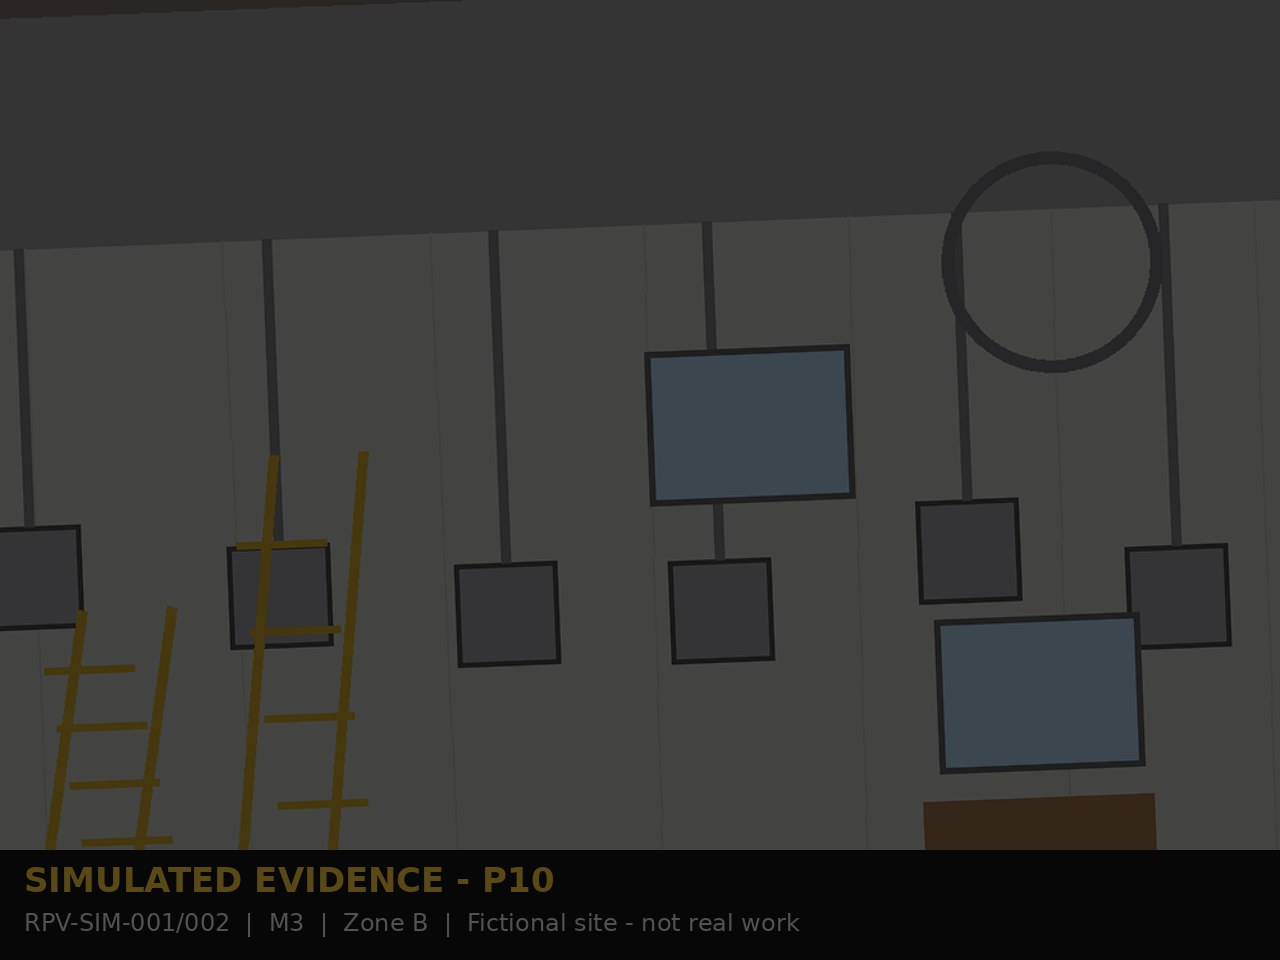 SIMULATED EVIDENCE - P10
RPV-SIM-001/002 | M3 | Zone B | Fictional site - not real work